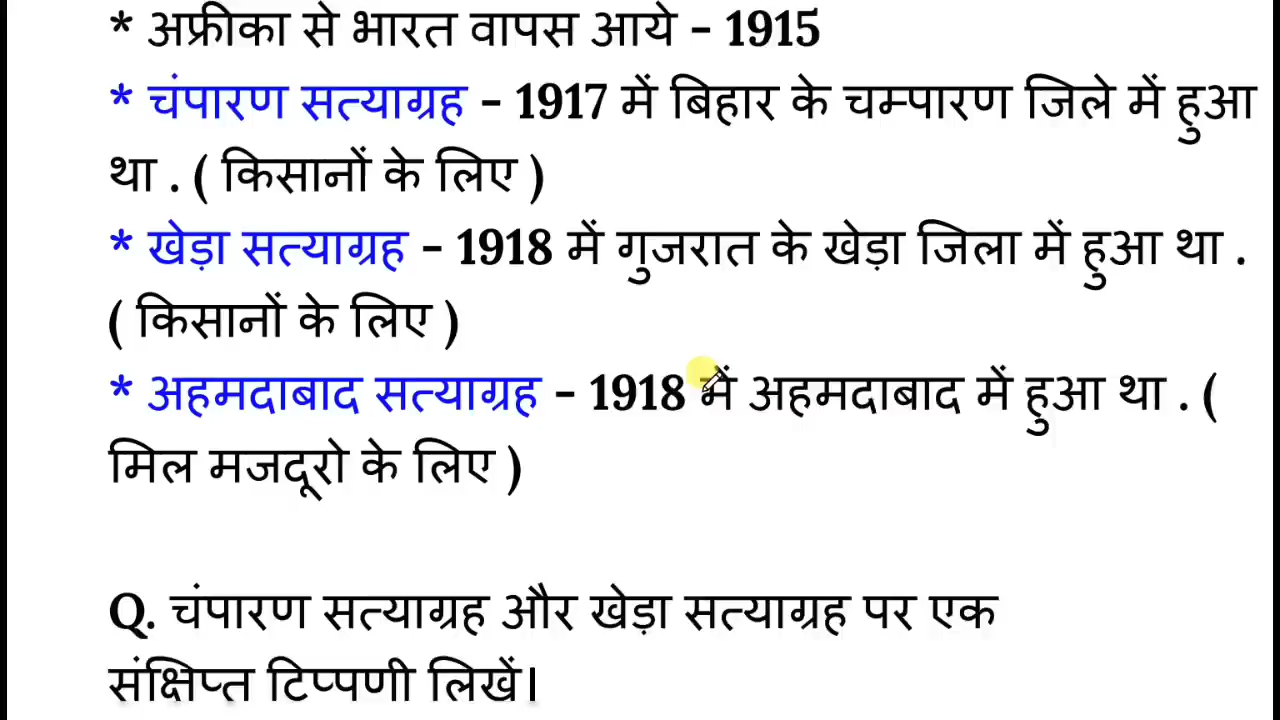 * अफ्रीका से भारत वापस आये - 1915
* चंपारण सत्याग्रह - 1917 में बिहार के चम्पारण जिले में हुआ
था . ( किसानों के लिए )
* खेड़ा सत्याग्रह - 1918 में गुजरात के खेड़ा जिला में हुआ था .
( किसानों के लिए )
* अहमदाबाद सत्याग्रह - 1918 में अहमदाबाद में हुआ था . (
मिल मजदूरो के लिए )
Q. चंपारण सत्याग्रह और खेड़ा सत्याग्रह पर एक
संक्षिप्त टिप्पणी लिखें।